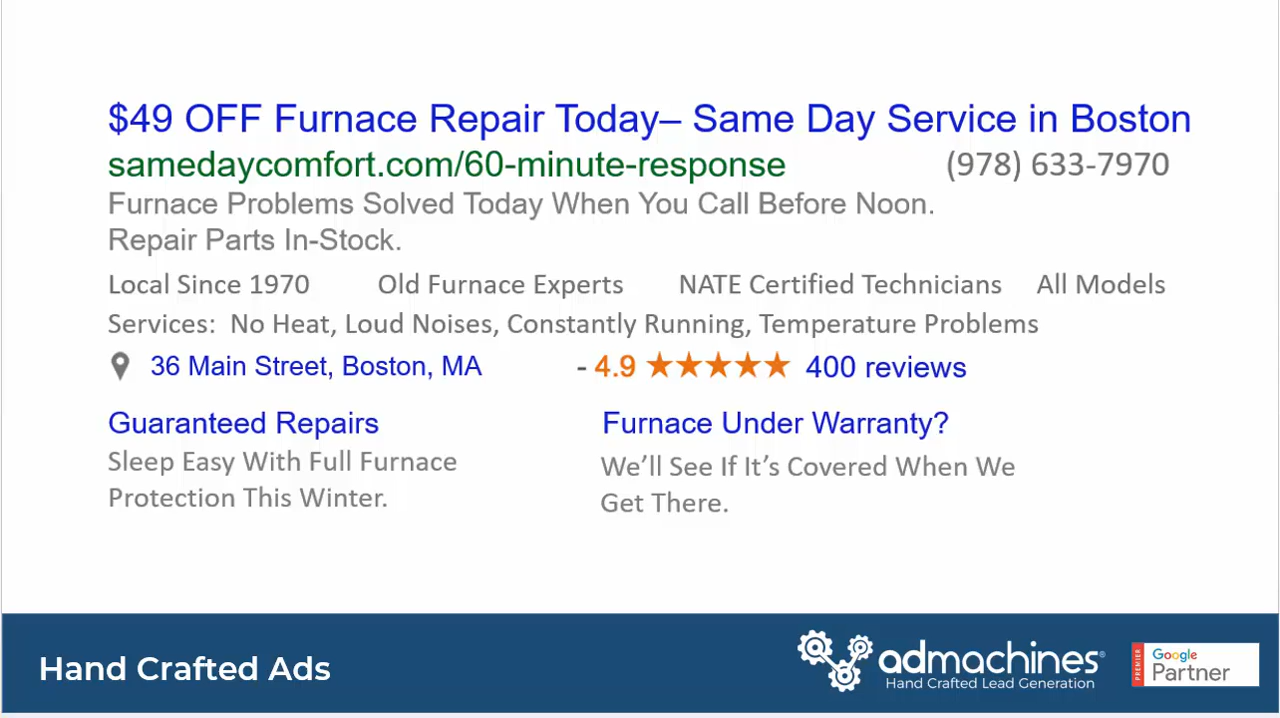 $49 OFF Furnace Repair Today– Same Day Service in Boston
samedaycomfort.com/60-minute-response (978) 633-7970
Furnace Problems Solved Today When You Call Before Noon.
Repair Parts In-Stock.
Local Since 1970 Old Furnace Experts NATE Certified Technicians All Models
Services: No Heat, Loud Noises, Constantly Running, Temperature Problems
36 Main Street, Boston, MA - 4.9 ★★★★★ 400 reviews
Guaranteed Repairs
Sleep Easy With Full Furnace
Protection This Winter.
Furnace Under Warranty?
We’ll See If It’s Covered When We
Get There.
Hand Crafted Ads
admachines®
Hand Crafted Lead Generation
PREMIER
Google
Partner